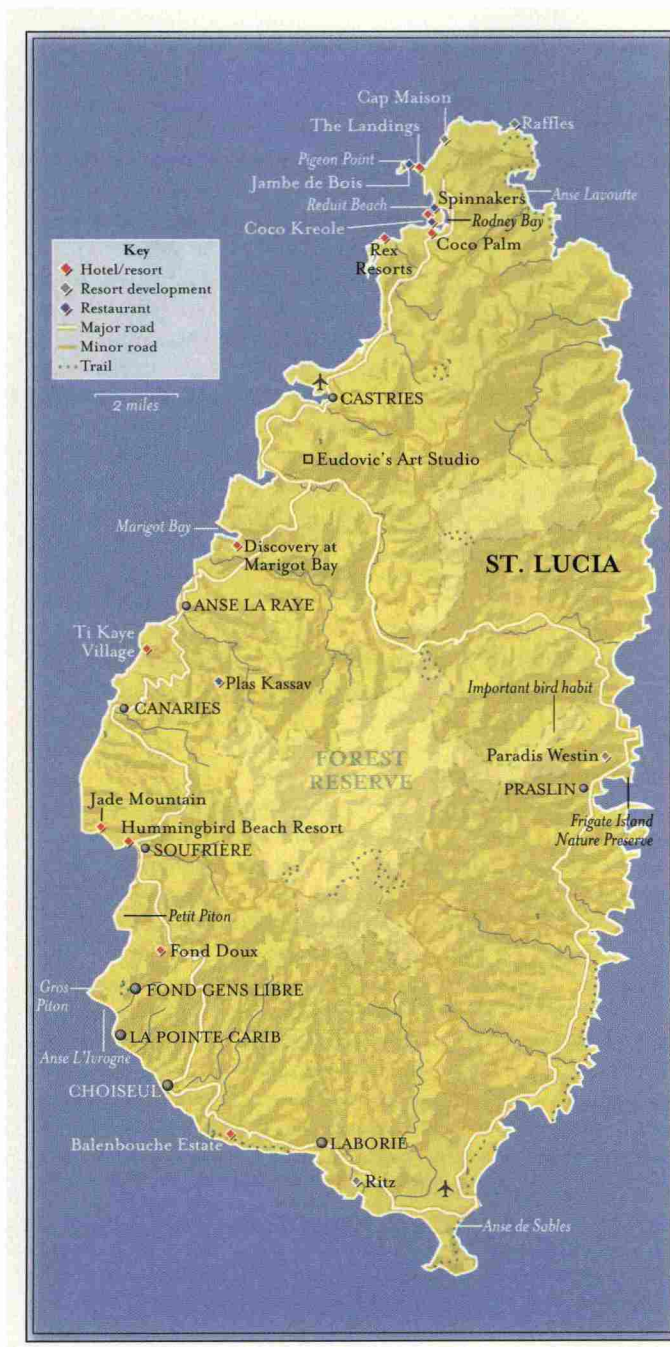 Cap Maison
The Landings
Raffles
Pigeon Point
Jambe de Bois
Spinnakers
Anse Lavoutte
Reduit Beach
Rodney Bay
Coco Kreole
Coco Palm
Rex
Resorts
Key
Hotel/resort
Resort development
Restaurant
Major road
Minor road
Trail
2 miles
CASTRIES
Eudovic's Art Studio
Marigot Bay
Discovery at
Marigot Bay
ST. LUCIA
ANSE LA RAYE
Ti Kaye
Village
Plas Kassav
Important bird habit
CANARIES
FOREST
RESERVE
Paradis Westin
PRASLIN
Jade Mountain
Frigate Island
Nature Preserve
Hummingbird Beach Resort
SOUFRIÈRE
Petit Piton
Fond Doux
Gros
Piton
FOND GENS LIBRE
LA POINTE CARIB
Anse L'Ivrogne
CHOISEUL
Balenbouche Estate
LABORIE
Ritz
Anse de Sables